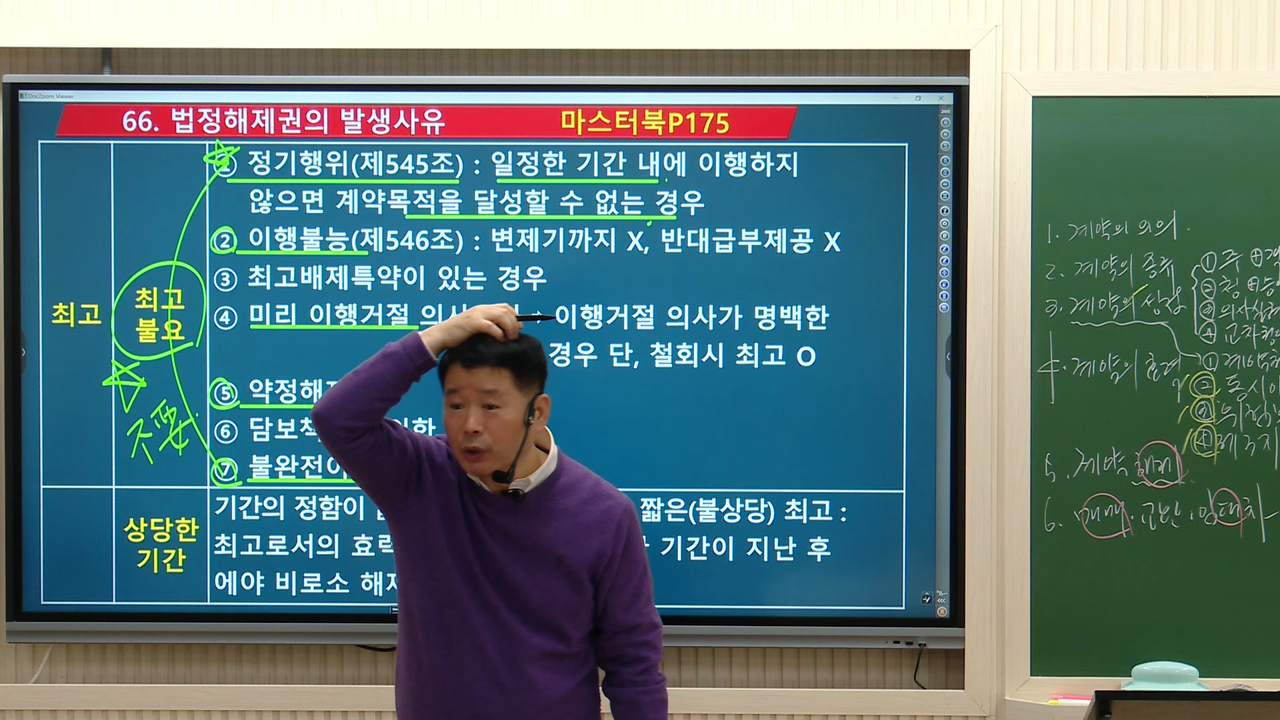 DocZoom Viewer
66. 법정해제권의 발생사유 마스터북P175
최고
최고
불요
不要
① 정기행위(제545조) : 일정한 기간 내에 이행하지
않으면 계약목적을 달성할 수 없는 경우
② 이행불능(제546조) : 변제기까지 X, 반대급부제공 X
③ 최고배제특약이 있는 경우
④ 미리 이행거절 의사 이행거절 의사가 명백한
경우 단, 철회시 최고 O
⑤ 약정해
⑥ 담보책
⑦ 불완전이
상당한
기간
기간의 정함이 짧은(불상당) 최고 :
최고로서의 효력 기간이 지난 후
에야 비로소 해제
1. 계약의 의의.
2. 계약의 종류
3. 계약의 성립
4. 계약의 효력
5. 계약 해제
6. 매매. 교환.